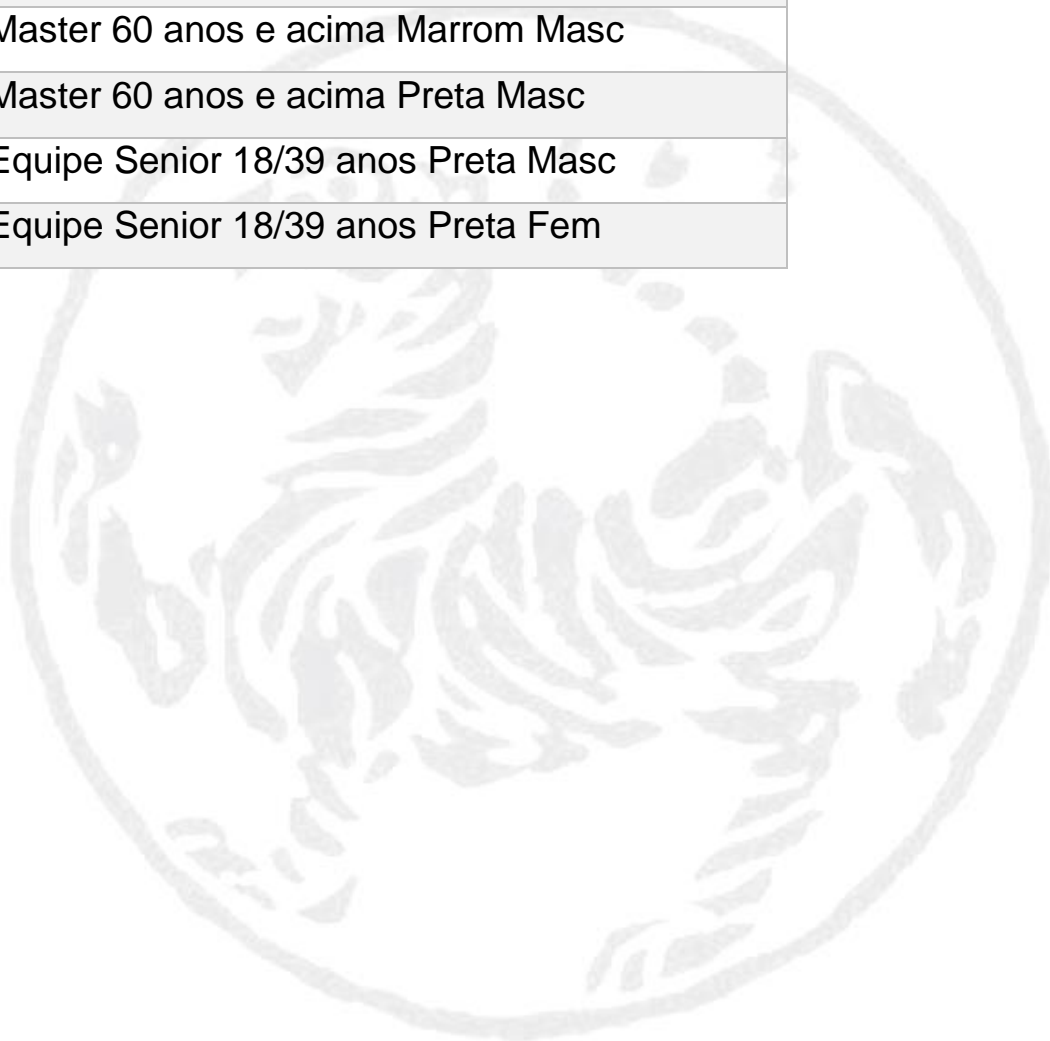 Master 60 anos e acima Marrom Masc
Master 60 anos e acima Preta Masc
Equipe Senior 18/39 anos Preta Masc
Equipe Senior 18/39 anos Preta Fem